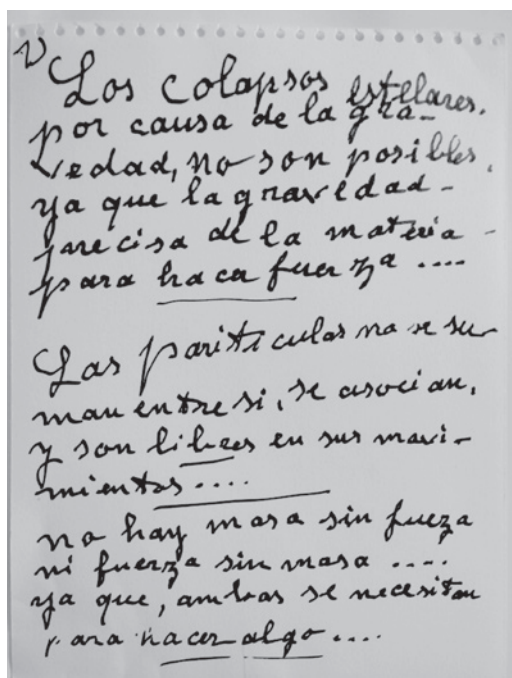 Los colapsos estelares.
por causa de la gra-
vedad, no son posibles,
ya que la gravedad -
precisa de la materia -
para haca fuerza ....
Las pariticulas no se su-
man entre si, se asocian,
y son libres en sus movi-
mientos ....
no hay masa sin fuerza
ni fuerza sin masa ....
ya que, ambas se necesitan
para hacer algo ....